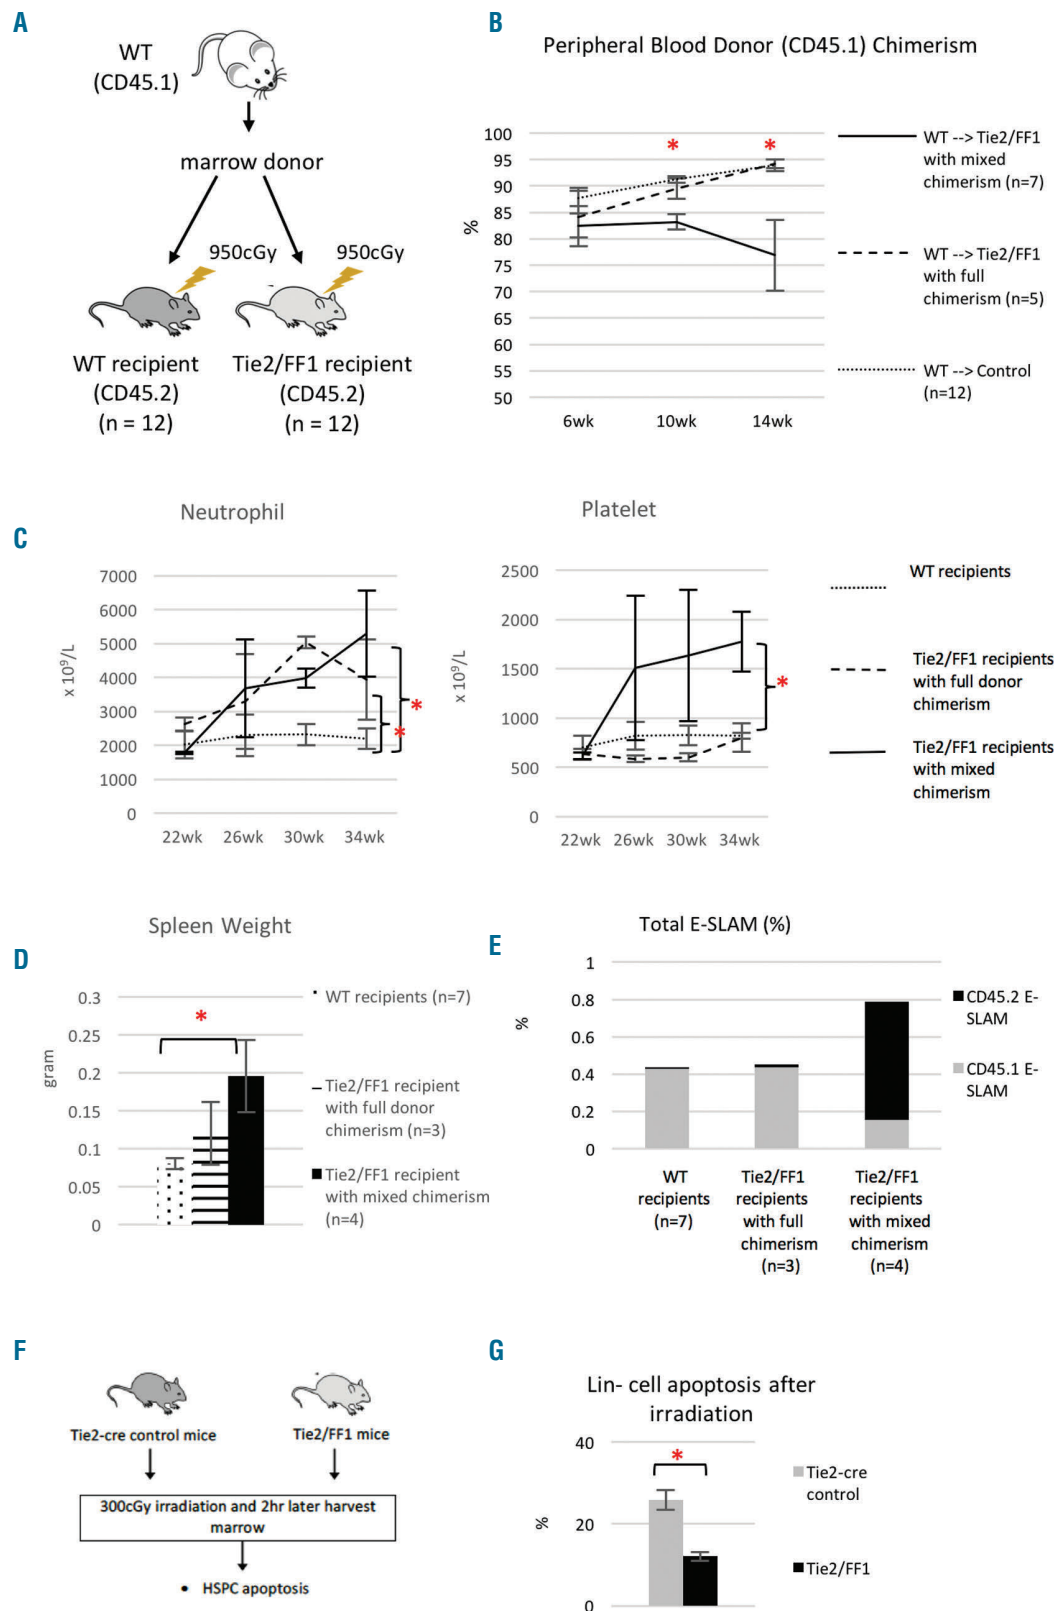 A
WT
(CD45.1)
marrow donor
950cGy
950cGy
WT recipient
(CD45.2)
(n = 12)
Tie2/FF1 recipient
(CD45.2)
(n = 12)
B
Peripheral Blood Donor (CD45.1) Chimerism
%
100
95
90
85
80
75
70
65
60
55
50
*
*
6wk
10wk
14wk
WT --> Tie2/FF1
with mixed
chimerism (n=7)
WT --> Tie2/FF1
with full
chimerism (n=5)
WT --> Control
(n=12)
C
Neutrophil
x 10⁹/L
7000
6000
5000
4000
3000
2000
1000
0
*
*
22wk
26wk
30wk
34wk
Platelet
x 10⁹/L
2500
2000
1500
1000
500
0
*
22wk
26wk
30wk
34wk
WT recipients
Tie2/FF1 recipients
with full donor
chimerism
Tie2/FF1 recipients
with mixed
chimerism
D
Spleen Weight
gram
0.3
0.25
0.2
0.15
0.1
0.05
0
*
WT recipients (n=7)
Tie2/FF1 recipient
with full donor
chimerism (n=3)
Tie2/FF1 recipient
with mixed chimerism
(n=4)
E
Total E-SLAM (%)
%
1
0.8
0.6
0.4
0.2
0
WT
recipients
(n=7)
Tie2/FF1
recipients
with full
chimerism
(n=3)
Tie2/FF1
recipients
with mixed
chimerism
(n=4)
CD45.2 E-
SLAM
CD45.1 E-
SLAM
F
Tie2-cre control mice
Tie2/FF1 mice
300cGy irradiation and 2hr later harvest
marrow
• HSPC apoptosis
G
Lin- cell apoptosis after
irradiation
%
40
20
0
*
Tie2-cre
control
Tie2/FF1